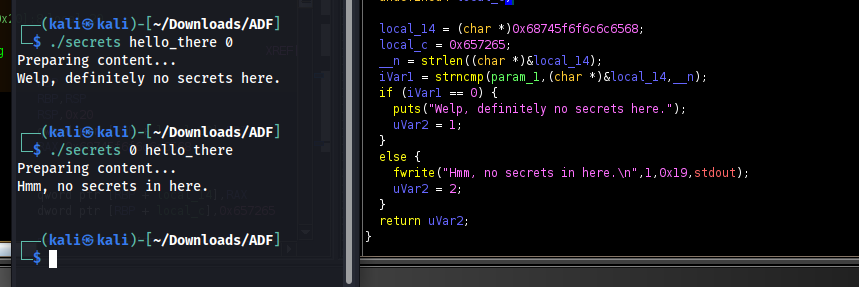 ┌──(kali㉿kali)-[~/Downloads/ADF]
└─$ ./secrets hello_there 0
Preparing content...
Welp, definitely no secrets here.
┌──(kali㉿kali)-[~/Downloads/ADF]
└─$ ./secrets 0 hello_there
Preparing content...
Hmm, no secrets in here.
┌──(kali㉿kali)-[~/Downloads/ADF]
└─$
local_14 = (char *)0x68745f6f6c6c6568;
local_c = 0x657265;
__n = strlen((char *)&local_14);
iVar1 = strncmp(param_1,(char *)&local_14,__n);
if (iVar1 == 0) {
puts("Welp, definitely no secrets here.");
uVar2 = 1;
}
else {
fwrite("Hmm, no secrets in here.\n",1,0x19,stdout);
uVar2 = 2;
}
return uVar2;
}